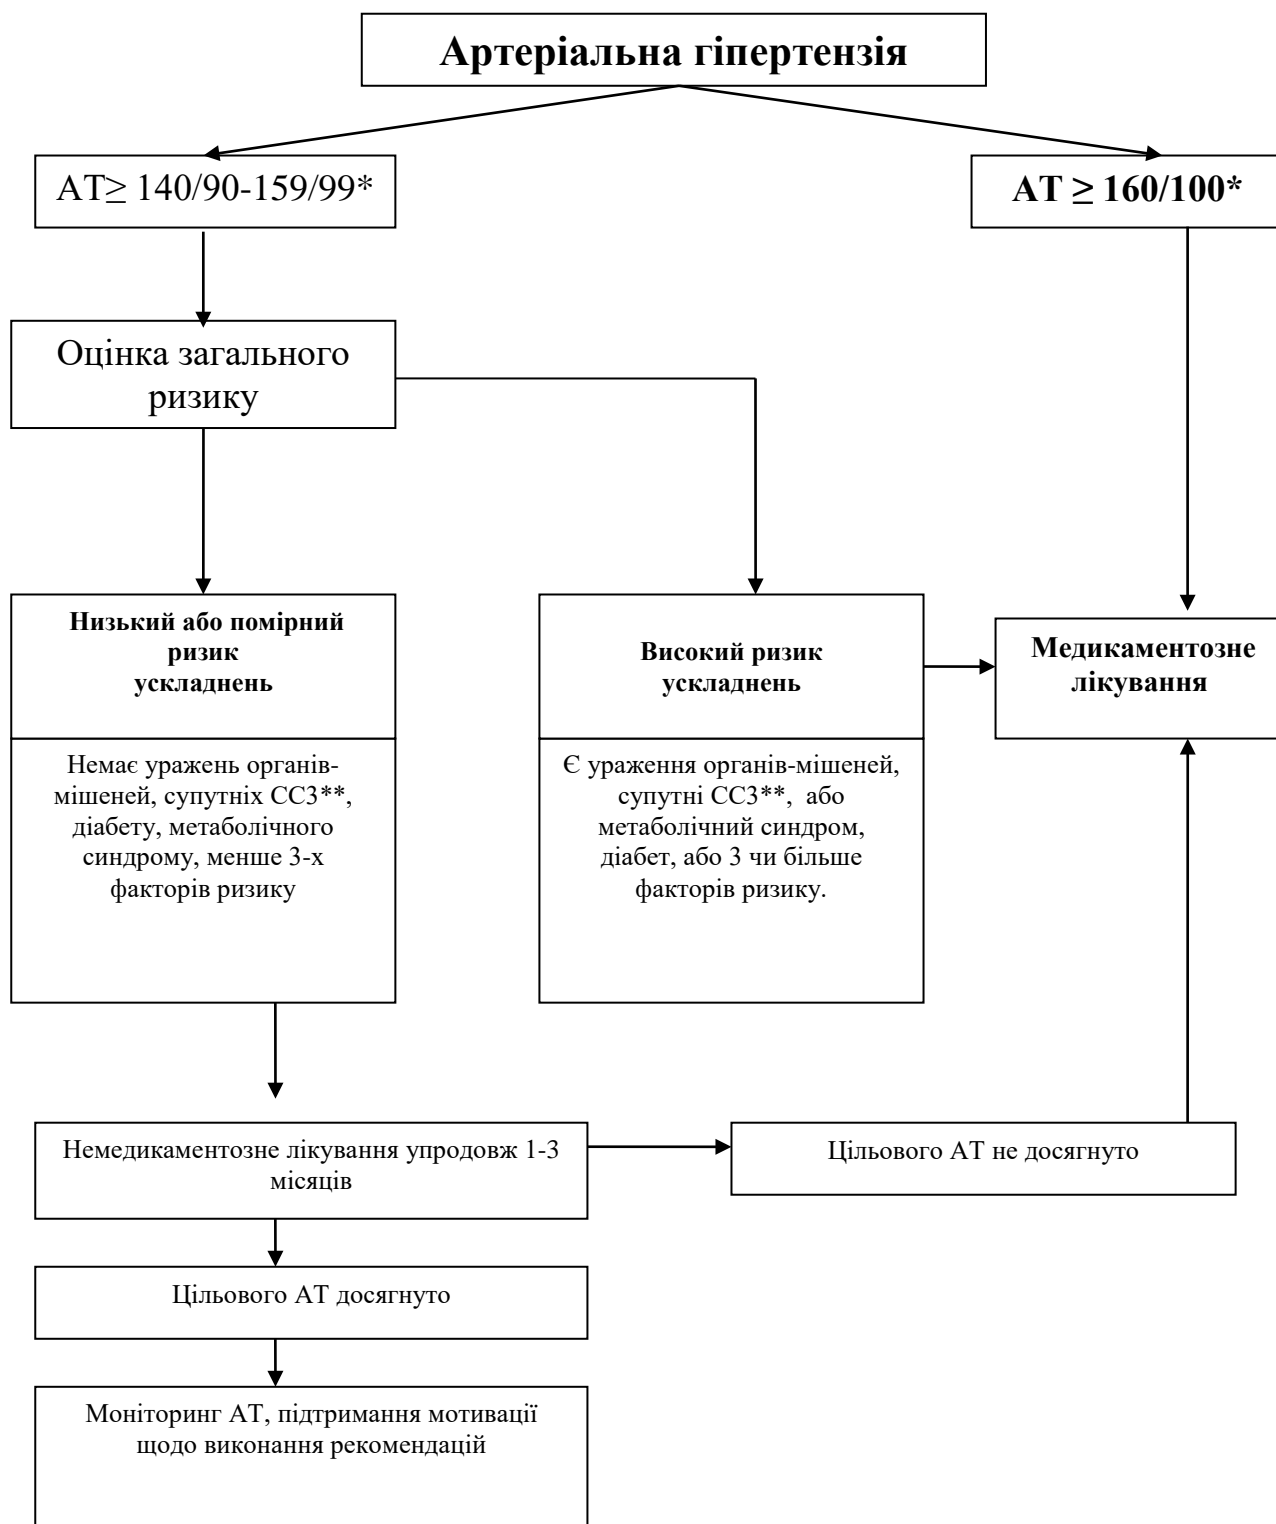 Артеріальна гіпертензія
АТ≥ 140/90-159/99*
АТ ≥ 160/100*
Оцінка загального
ризику
Низький або помірний
ризик
ускладнень
Високий ризик
ускладнень
Медикаментозне
лікування
Немає уражень органів-
мішеней, супутніх ССЗ**,
діабету, метаболічного
синдрому, менше 3-х
факторів ризику
Є ураження органів-мішеней,
супутні ССЗ**, або
метаболічний синдром,
діабет, або 3 чи більше
факторів ризику.
Немедикаментозне лікування упродовж 1-3
місяців
Цільового АТ не досягнуто
Цільового АТ досягнуто
Моніторинг АТ, підтримання мотивації
щодо виконання рекомендацій